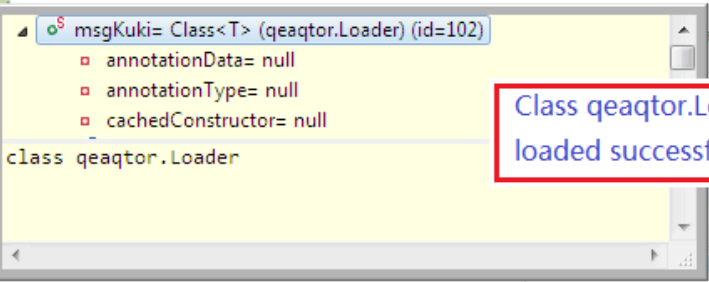 S msgKuki= Class<T> (qeaqtor.Loader) (id=102)
annotationData= null
annotationType= null
cachedConstructor= null
class qeaqtor.Loader
Class
loaded